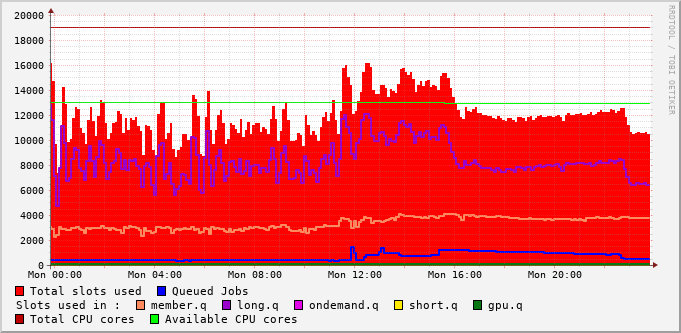 20000
18000
16000
14000
12000
10000
8000
6000
4000
2000
0
Mon 00:00 Mon 04:00 Mon 08:00 Mon 12:00 Mon 16:00 Mon 20:00
RRDTOOL / TOBI OETIKER
Total slots used Queued Jobs
Slots used in : member.q long.q ondemand.q short.q gpu.q
Total CPU cores Available CPU cores